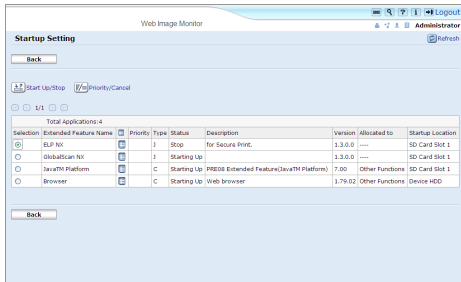 Logout
Web Image Monitor
Administrator
Startup Setting
Refresh
Back
Start Up/Stop Priority/Cancel
1/1
Total Applications:4
Selection Extended Feature Name Priority Type Status Description Version Allocated to Startup Location
ELP NX J Stop for Secure Print. 1.3.0.0 ---- SD Card Slot 1
GlobalScan NX J Starting Up 1.3.0.0 ---- SD Card Slot 1
JavaTM Platform C Starting Up PRE08 Extended Feature(JavaTM Platform) 7.00 Other Functions SD Card Slot 1
Browser C Starting Up Web browser 1.79.02 Other Functions Device HDD
Back